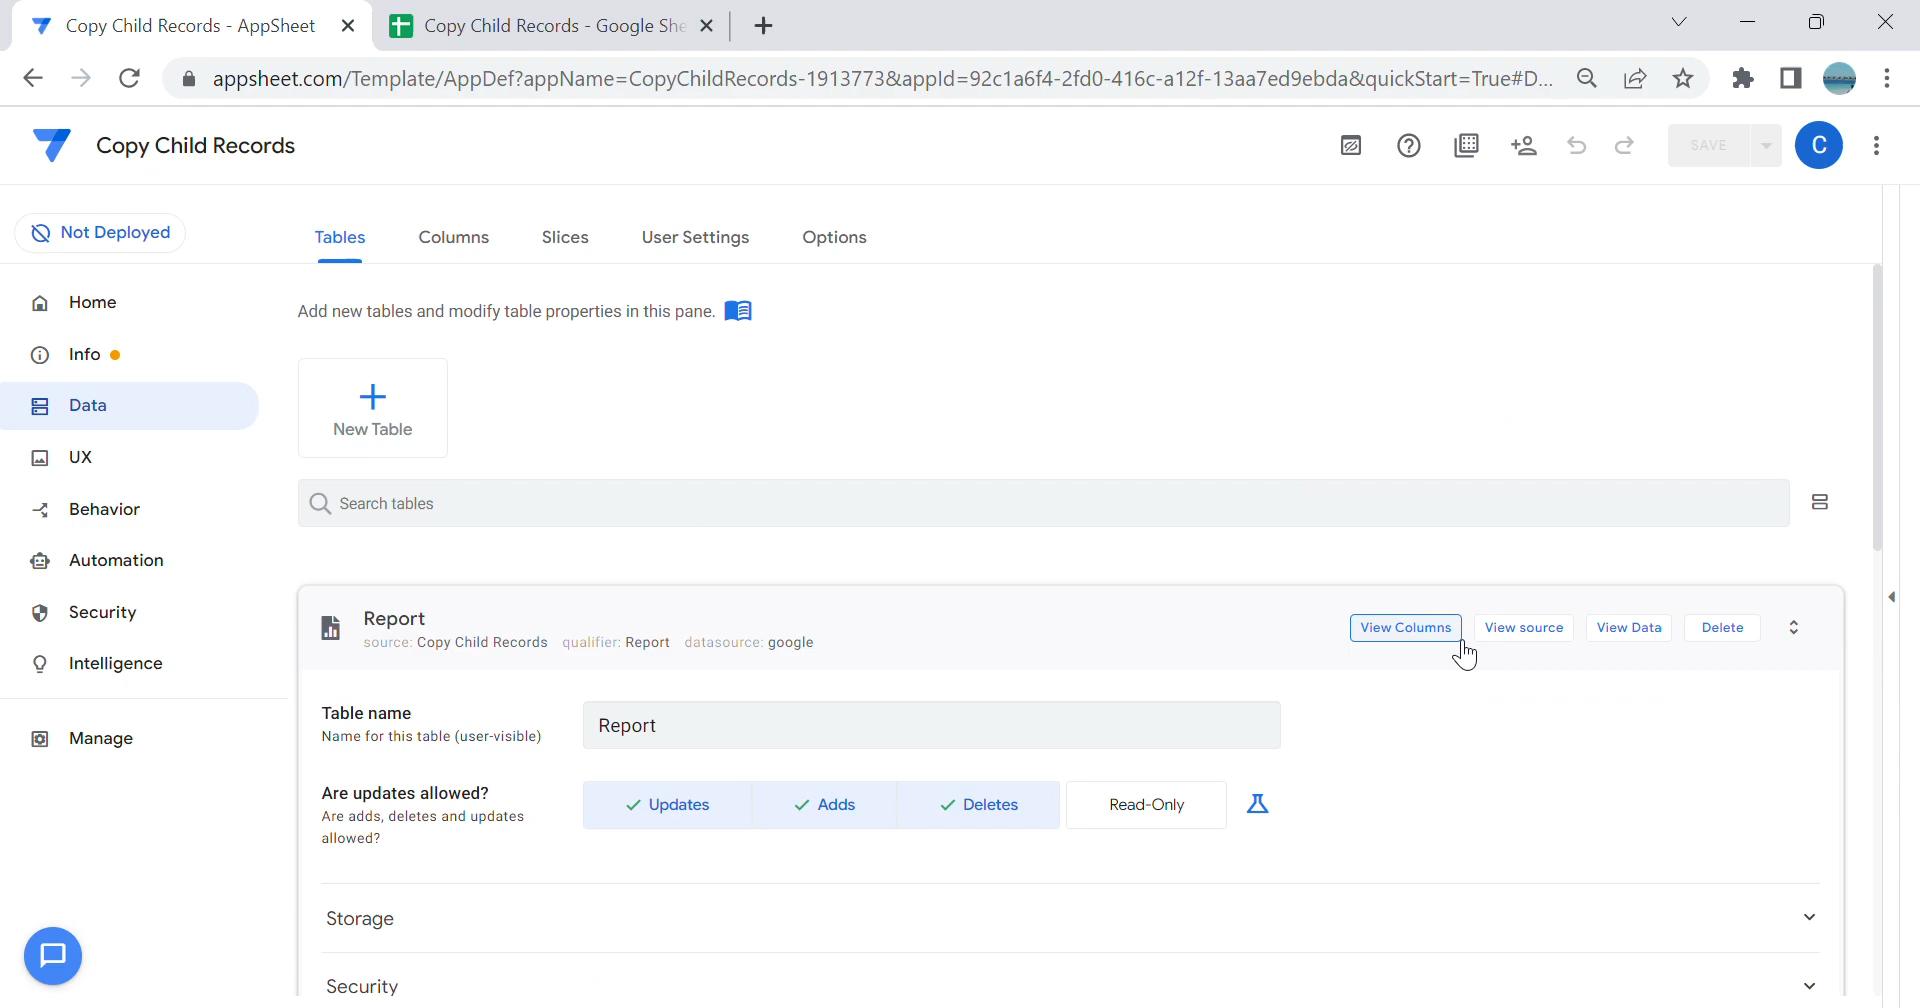 Copy Child Records - AppSheet
Copy Child Records - Google She
appsheet.com/Template/AppDef?appName=CopyChildRecords-1913773&appId=92c1a6f4-2fd0-416c-a12f-13aa7ed9ebda&quickStart=True#D...
Copy Child Records
SAVE
C
Not Deployed
Tables
Columns
Slices
User Settings
Options
Home
Info
Data
UX
Behavior
Automation
Security
Intelligence
Manage
Add new tables and modify table properties in this pane.
New Table
Search tables
Report
source: Copy Child Records qualifier: Report datasource: google
View Columns
View source
View Data
Delete
Table name
Name for this table (user-visible)
Report
Are updates allowed?
Are adds, deletes and updates
allowed?
Updates
Adds
Deletes
Read-Only
Storage
Security